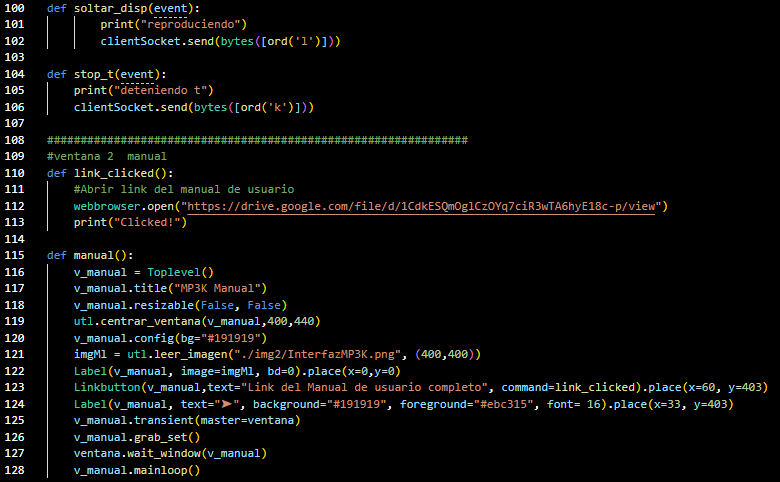 100 def soltar_disp(event):
101 print("reproduciendo")
102 clientSocket.send(bytes([ord('l')]))
103
104 def stop_t(event):
105 print("deteniendo t")
106 clientSocket.send(bytes([ord('k')]))
107
108 ###############################################################
109 #ventana 2  manual
110 def link_clicked():
111 #Abrir link del manual de usuario
112 webbrowser.open("https://drive.google.com/file/d/1CdkESQmOglCzOYq7ciR3wTA6hyE18c-p/view")
113 print("Clicked!")
114
115 def manual():
116 v_manual = Toplevel()
117 v_manual.title("MP3K Manual")
118 v_manual.resizable(False, False)
119 utl.centrar_ventana(v_manual,400,440)
120 v_manual.config(bg="#191919")
121 imgMl = utl.leer_imagen("./img2/InterfazMP3K.png", (400,400))
122 Label(v_manual, image=imgMl, bd=0).place(x=0,y=0)
123 Linkbutton(v_manual,text="Link del Manual de usuario completo", command=link_clicked).place(x=60, y=403)
124 Label(v_manual, text="➤", background="#191919", foreground="#ebc315", font= 16).place(x=33, y=403)
125 v_manual.transient(master=ventana)
126 v_manual.grab_set()
127 ventana.wait_window(v_manual)
128 v_manual.mainloop()